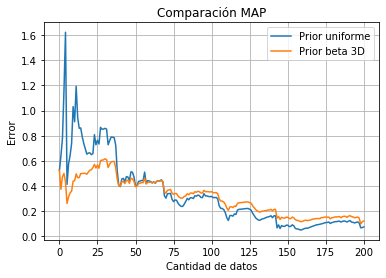 Comparación MAP
Prior uniforme
Prior beta 3D
Error
1.6
1.4
1.2
1.0
0.8
0.6
0.4
0.2
0.0
0 25 50 75 100 125 150 175 200
Cantidad de datos